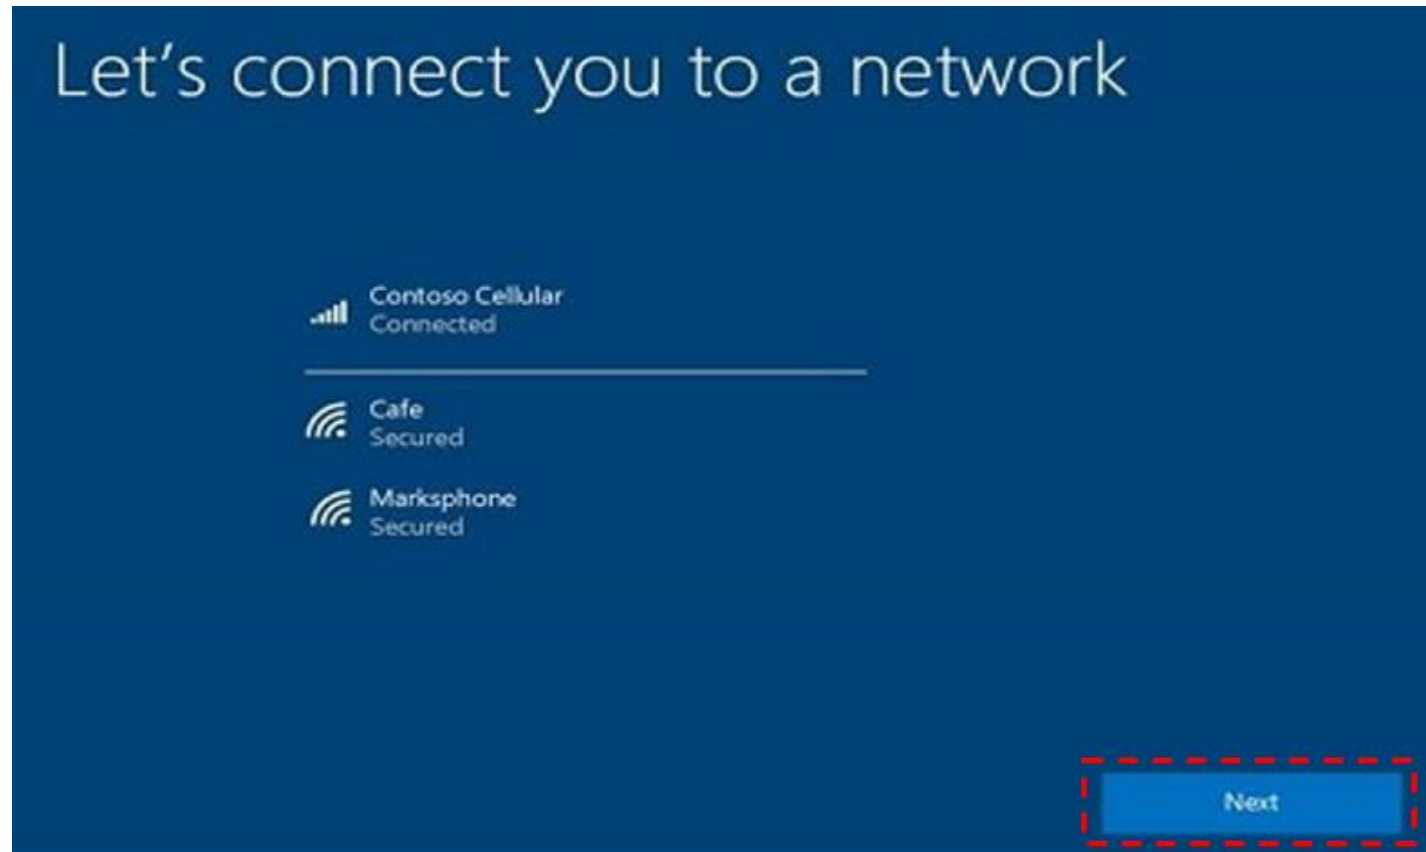 Let's connect you to a network
Contoso Cellular
Connected
Cafe
Secured
Marksphone
Secured
Next